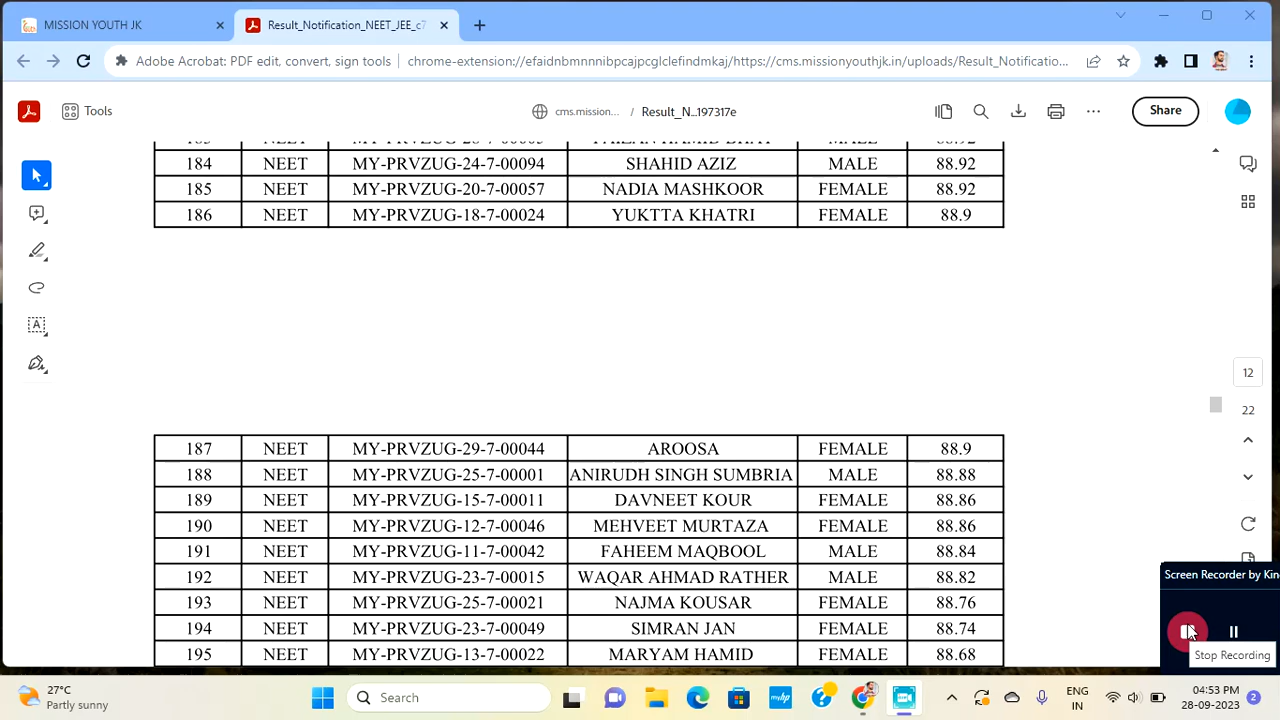 MISSION YOUTH JK
Result_Notification_NEET_JEE_c7
Adobe Acrobat: PDF edit, convert, sign tools
chrome-extension://efaidnbmnnnibpcajpcglclefindmkaj/https://cms.missionyouthjk.in/uploads/Result_Notificatio...
Tools
cms.mission... / Result_N...197317e
Share
184 NEET MY-PRVZUG-24-7-00094 SHAHID AZIZ MALE 88.92
185 NEET MY-PRVZUG-20-7-00057 NADIA MASHKOOR FEMALE 88.92
186 NEET MY-PRVZUG-18-7-00024 YUKTTA KHATRI FEMALE 88.9
12
22
187 NEET MY-PRVZUG-29-7-00044 AROOSA FEMALE 88.9
188 NEET MY-PRVZUG-25-7-00001 ANIRUDH SINGH SUMBRIA MALE 88.88
189 NEET MY-PRVZUG-15-7-00011 DAVNEET KOUR FEMALE 88.86
190 NEET MY-PRVZUG-12-7-00046 MEHVEET MURTAZA FEMALE 88.86
191 NEET MY-PRVZUG-11-7-00042 FAHEEM MAQBOOL MALE 88.84
192 NEET MY-PRVZUG-23-7-00015 WAQAR AHMAD RATHER MALE 88.82
193 NEET MY-PRVZUG-25-7-00021 NAJMA KOUSAR FEMALE 88.76
194 NEET MY-PRVZUG-23-7-00049 SIMRAN JAN FEMALE 88.74
195 NEET MY-PRVZUG-13-7-00022 MARYAM HAMID FEMALE 88.68
Screen Recorder by Kin
Stop Recording
27°C
Partly sunny
Search
myhp
ENG
IN
04:53 PM
28-09-2023
2